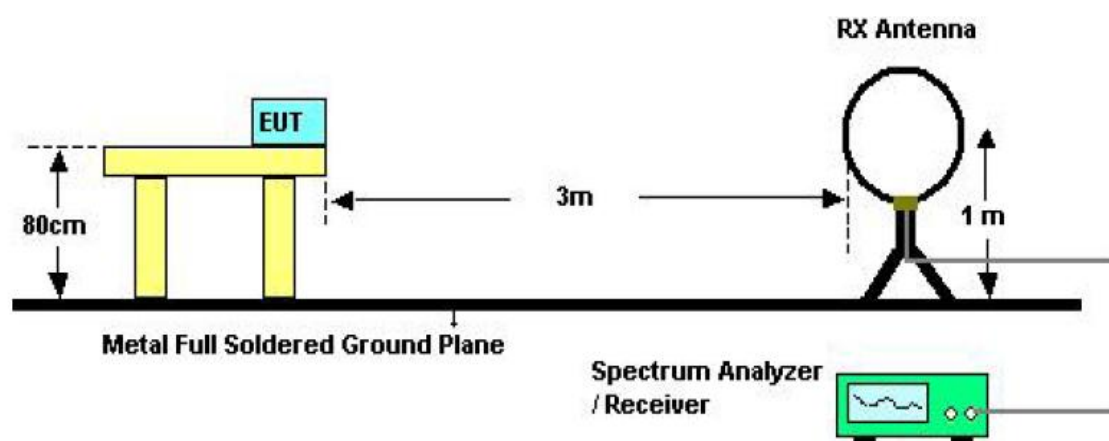 RX Antenna
EUT
3m
80cm
1 m
Metal Full Soldered Ground Plane
Spectrum Analyzer
/ Receiver